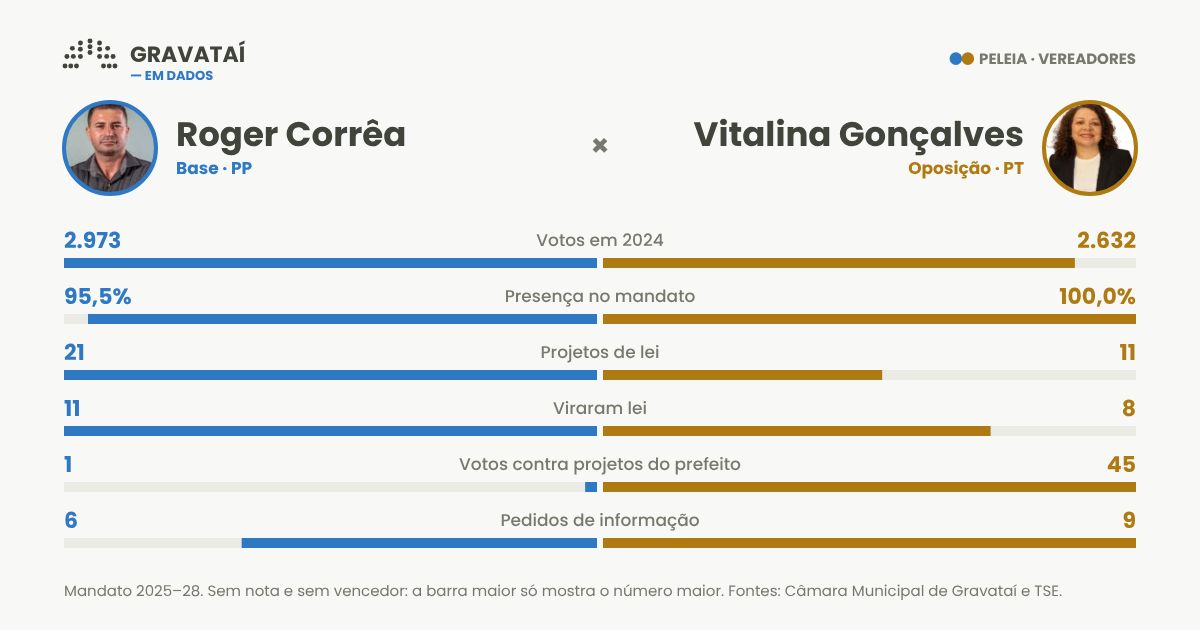 GRAVATAÍ
— EM DADOS
PELEIA · VEREADORES
Roger Corrêa
Base · PP
×
Vitalina Gonçalves
Oposição · PT
2.973 Votos em 2024 2.632
95,5% Presença no mandato 100,0%
21 Projetos de lei 11
11 Viraram lei 8
1 Votos contra projetos do prefeito 45
6 Pedidos de informação 9
Mandato 2025–28. Sem nota e sem vencedor: a barra maior só mostra o número maior. Fontes: Câmara Municipal de Gravataí e TSE.